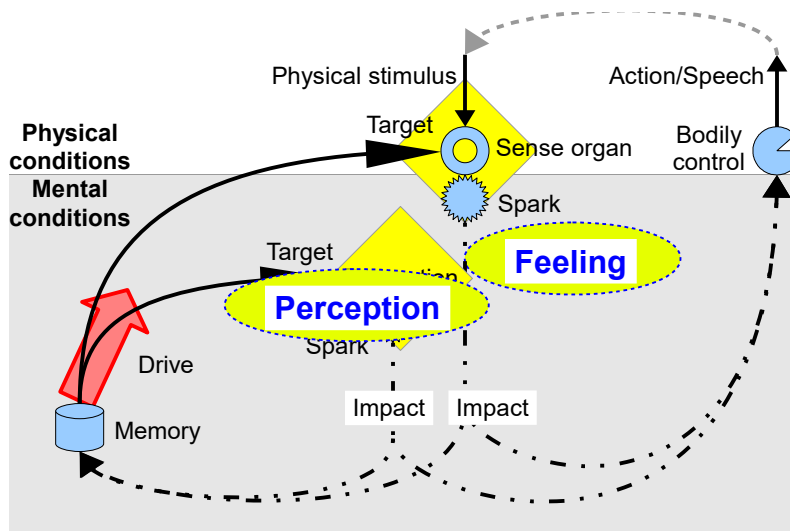 Physical stimulus
Action/Speech
Target
Physical
conditions
Sense organ
Bodily
control
Mental
conditions
Spark
Target
Feeling
Perception
Spark
Drive
Impact
Impact
Memory